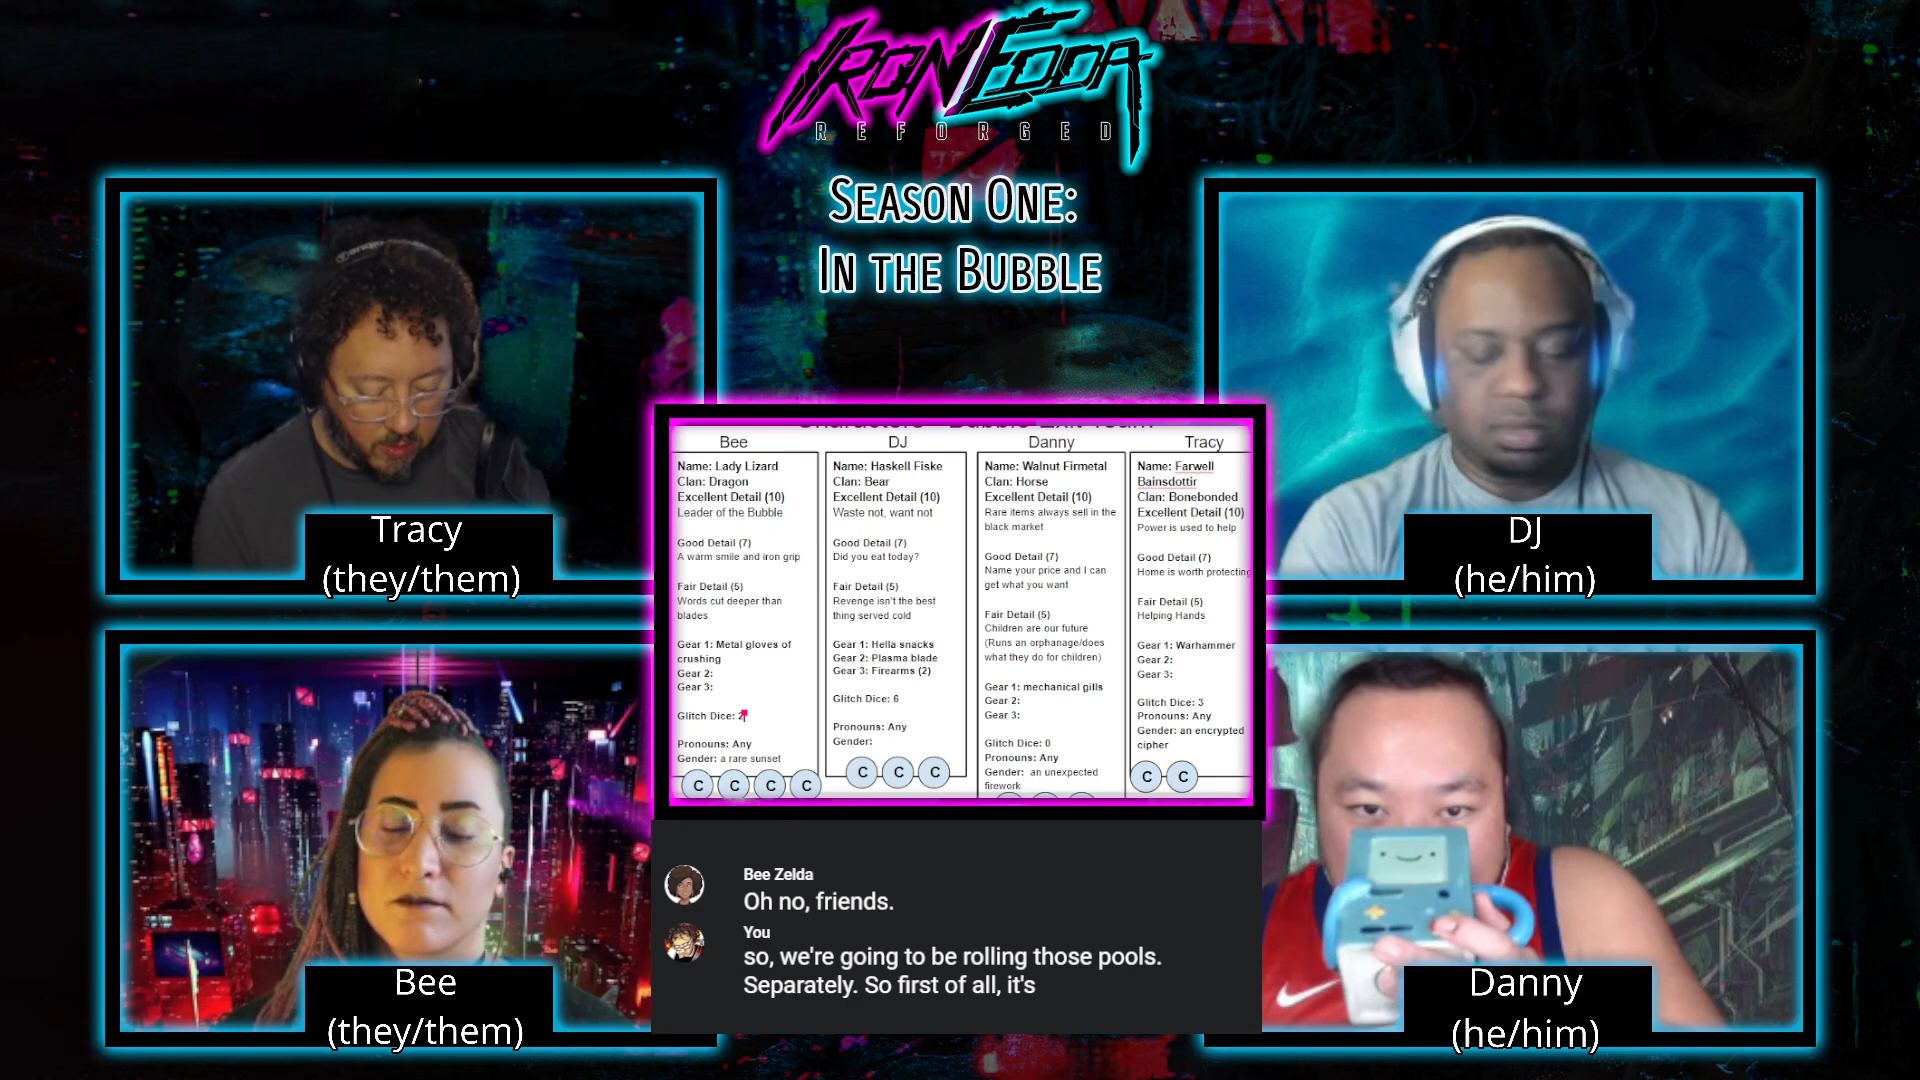 IRON EDDA
REFORGED
SEASON ONE:
IN THE BUBBLE
Tracy
(they/them)
DJ
(he/him)
Characters - Bubble Exit Team
Bee
Name: Lady Lizard
Clan: Dragon
Excellent Detail (10)
Leader of the Bubble
Good Detail (7)
A warm smile and iron grip
Fair Detail (5)
Words cut deeper than
blades
Gear 1: Metal gloves of
crushing
Gear 2:
Gear 3:
Glitch Dice: 2
Pronouns: Any
Gender: a rare sunset
C C C C
DJ
Name: Haskell Fiske
Clan: Bear
Excellent Detail (10)
Waste not, want not
Good Detail (7)
Did you eat today?
Fair Detail (5)
Revenge isn't the best
thing served cold
Gear 1: Hella snacks
Gear 2: Plasma blade
Gear 3: Firearms (2)
Glitch Dice: 6
Pronouns: Any
Gender:
C C C
Danny
Name: Walnut Firmetal
Clan: Horse
Excellent Detail (10)
Rare items always sell in the
black market
Good Detail (7)
Name your price and I can
get what you want
Fair Detail (5)
Children are our future
(Runs an orphanage/does
what they do for children)
Gear 1: mechanical gills
Gear 2:
Gear 3:
Glitch Dice: 0
Pronouns: Any
Gender: an unexpected
firework
Tracy
Name: Farwell
Bainsdottir
Clan: Bonebonded
Excellent Detail (10)
Power is used to help
Good Detail (7)
Home is worth protecting
Fair Detail (5)
Helping Hands
Gear 1: Warhammer
Gear 2:
Gear 3:
Glitch Dice: 3
Pronouns: Any
Gender: an encrypted
cipher
C C
Bee Zelda
Oh no, friends.
You
so, we're going to be rolling those pools.
Separately. So first of all, it's
Bee
(they/them)
Danny
(he/him)